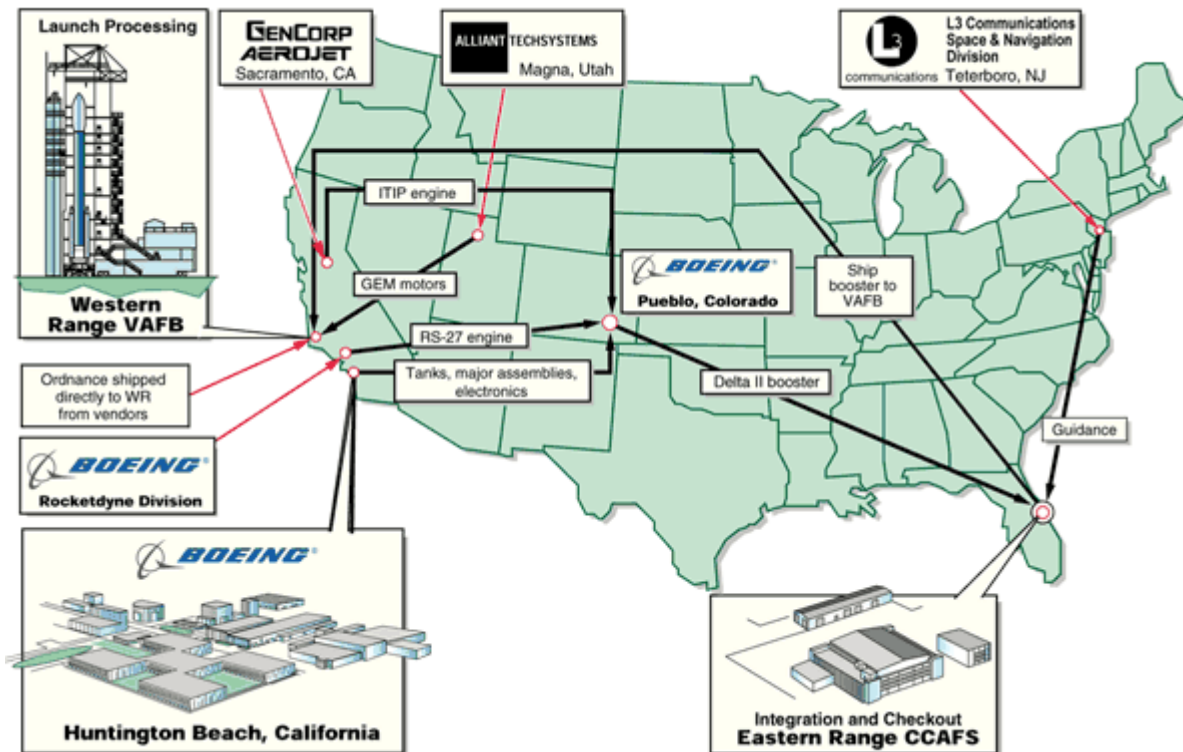 Launch Processing
Western
Range VAFB
GENCORP
AEROJET
Sacramento, CA
ALLIANT TECHSYSTEMS
Magna, Utah
L3
communications
L3 Communications
Space & Navigation
Division
Teterboro, NJ
ITIP engine
GEM motors
BOEING®
Pueblo, Colorado
Ship
booster to
VAFB
RS-27 engine
Tanks, major assemblies,
electronics
Delta II booster
Guidance
Ordnance shipped
directly to WR
from vendors
BOEING®
Rocketdyne Division
BOEING®
Huntington Beach, California
Integration and Checkout
Eastern Range CCAFS